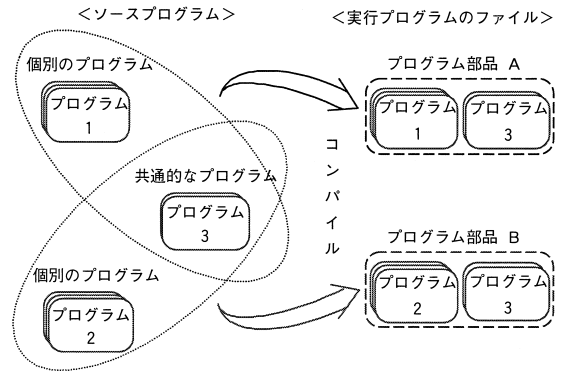 ＜ソースプログラム＞
＜実行プログラムのファイル＞
個別のプログラム
プログラム
1
共通的なプログラム
プログラム
3
個別のプログラム
プログラム
2
コンパイル
プログラム部品 A
プログラム
1
プログラム
3
プログラム部品 B
プログラム
2
プログラム
3